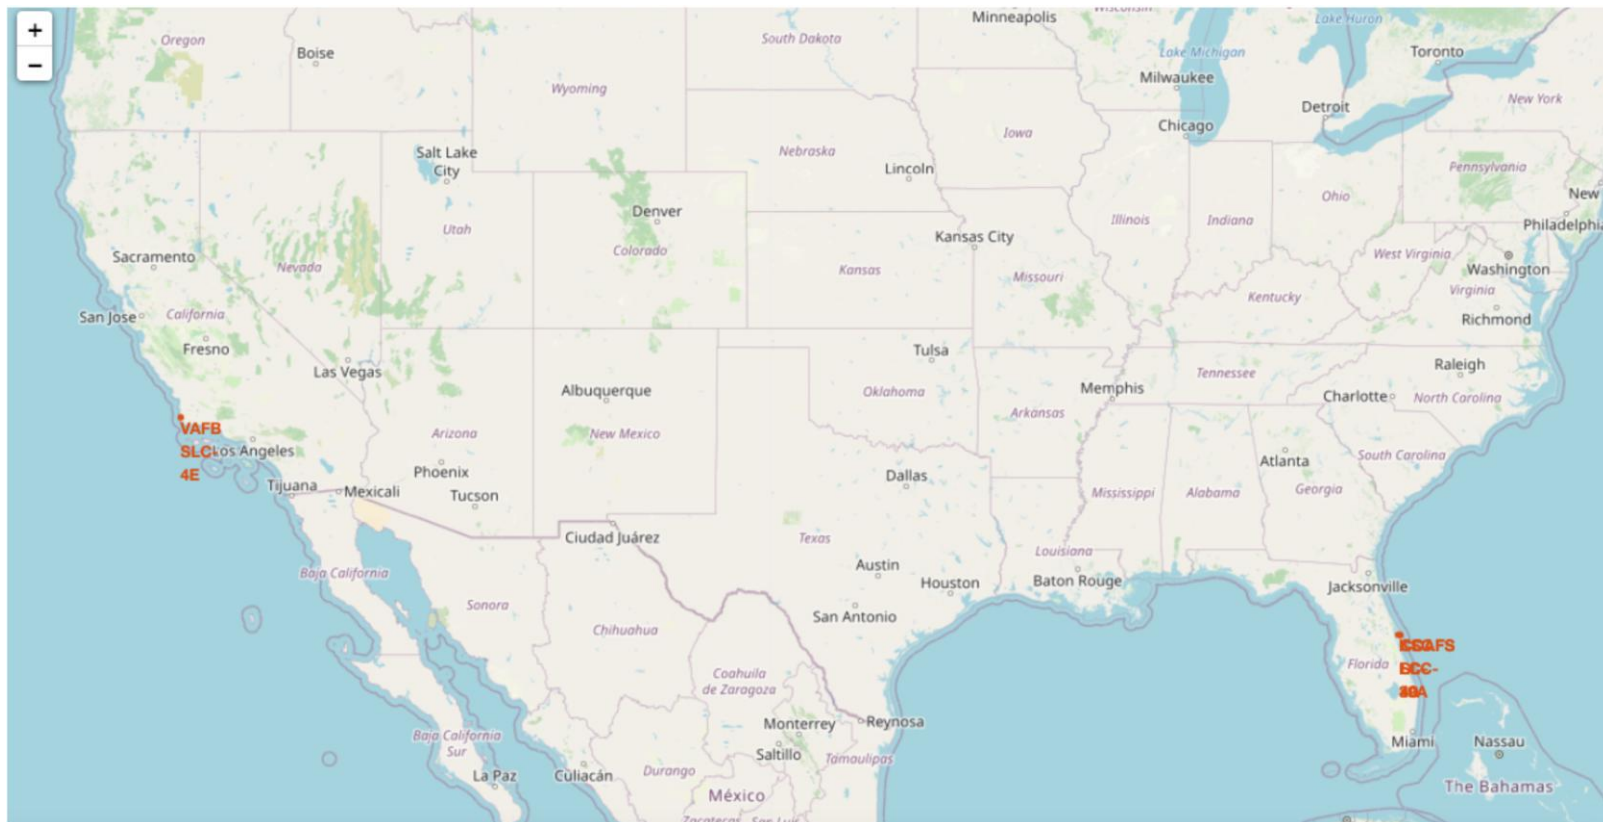 +
−
Oregon
Boise
Wyoming
South Dakota
Minneapolis
Lake Michigan
Lake Huron
Toronto
Milwaukee
Detroit
New York
Chicago
Iowa
Salt Lake
City
Nebraska
Lincoln
Pennsylvania
New
Denver
Utah
Colorado
Illinois
Indiana
Ohio
Philadelphia
Kansas City
Sacramento
Nevada
Kansas
Missouri
West Virginia
Washington
Virginia
Kentucky
San Jose
California
Richmond
Fresno
Las Vegas
Tulsa
Raleigh
Tennessee
Albuquerque
Oklahoma
Memphis
Charlotte
North Carolina
Arkansas
VAFB
SLC-
4E
Los Angeles
Arizona
New Mexico
Phoenix
Dallas
Atlanta
South Carolina
Tijuana
Mexicali
Tucson
Mississippi
Alabama
Georgia
Ciudad Juárez
Texas
Louisiana
Austin
Houston
Baton Rouge
Jacksonville
Baja California
Sonora
Chihuahua
San Antonio
Florida
Coahuila
de Zaragoza
Monterrey
Reynosa
Baja California
Sur
Saltillo
Tamaulipas
Miami
Nassau
La Paz
Culiacán
Durango
México
The Bahamas
Zacatecas
San Luis